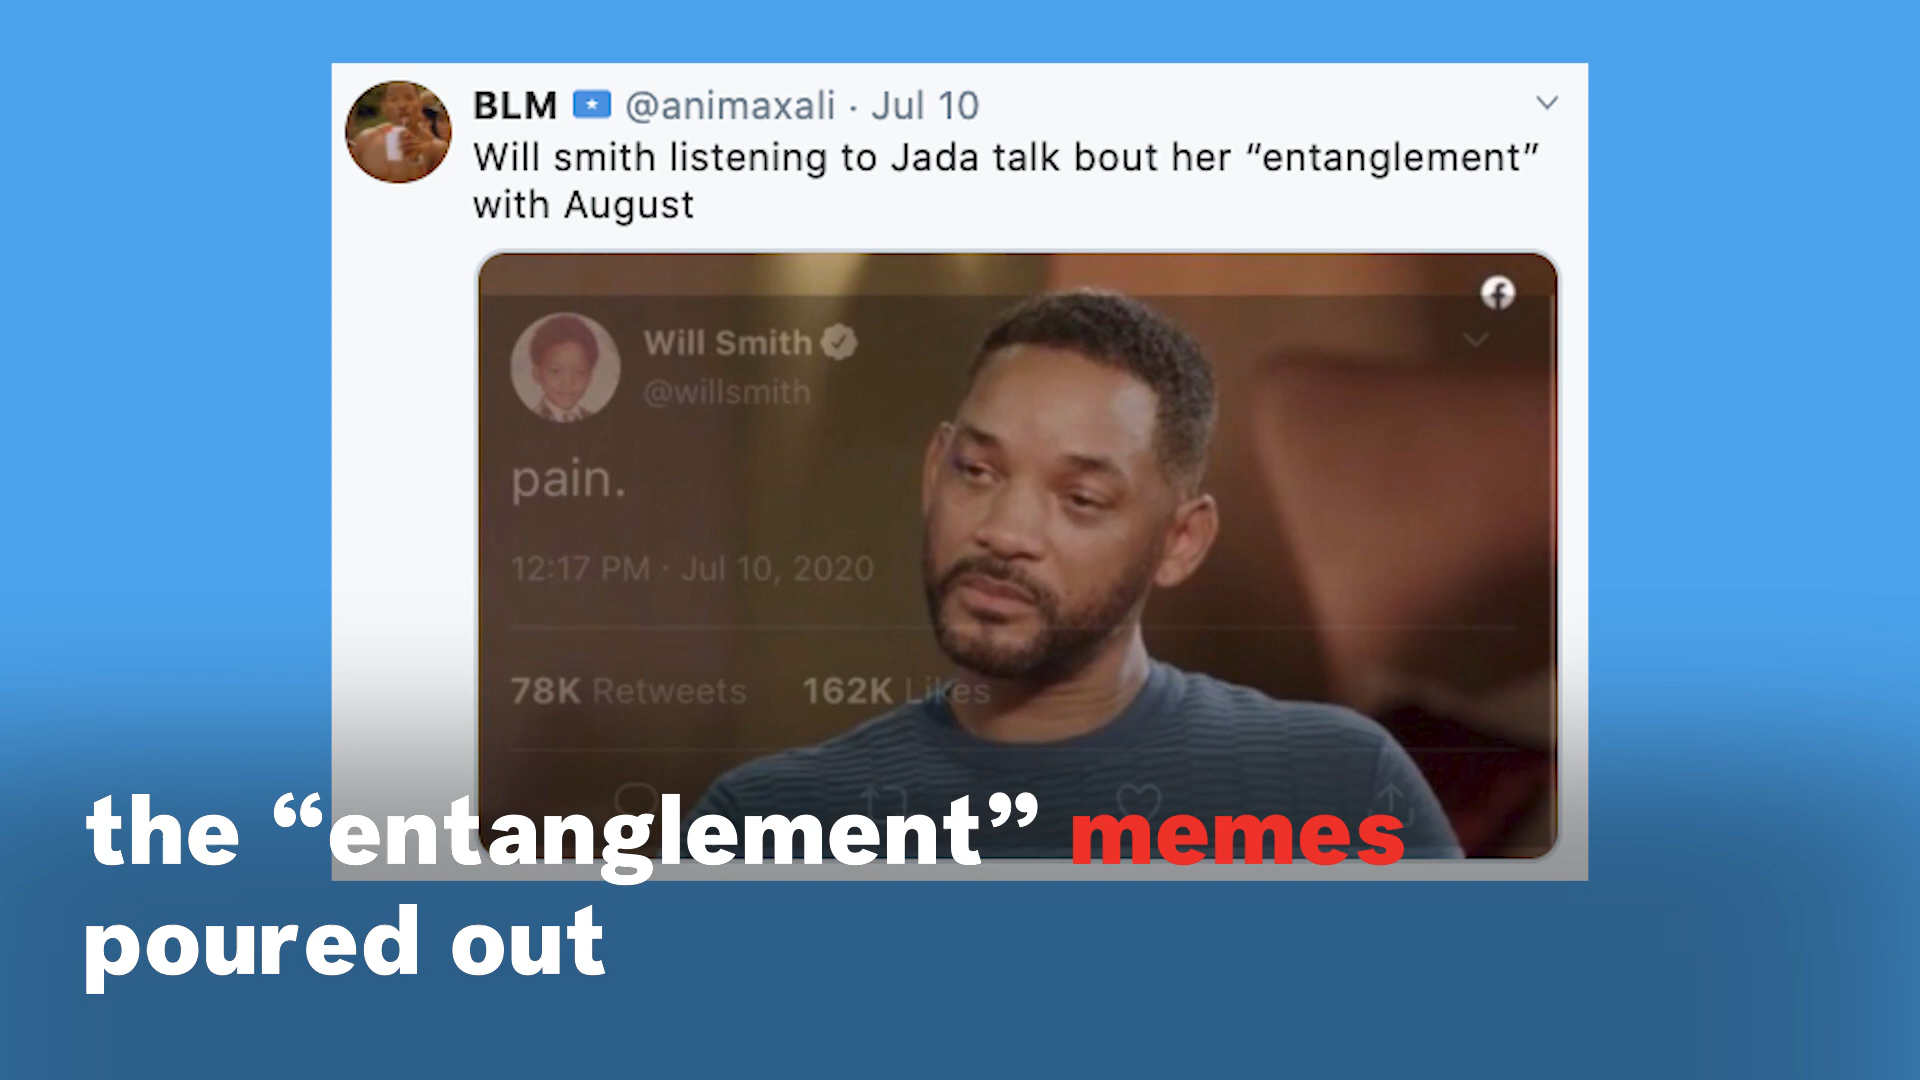 BLM @animaxali · Jul 10
Will smith listening to Jada talk bout her “entanglement”
with August
Will Smith
@willsmith
pain.
12:17 PM · Jul 10, 2020
78K Retweets 162K Likes
the “entanglement” memes
poured out